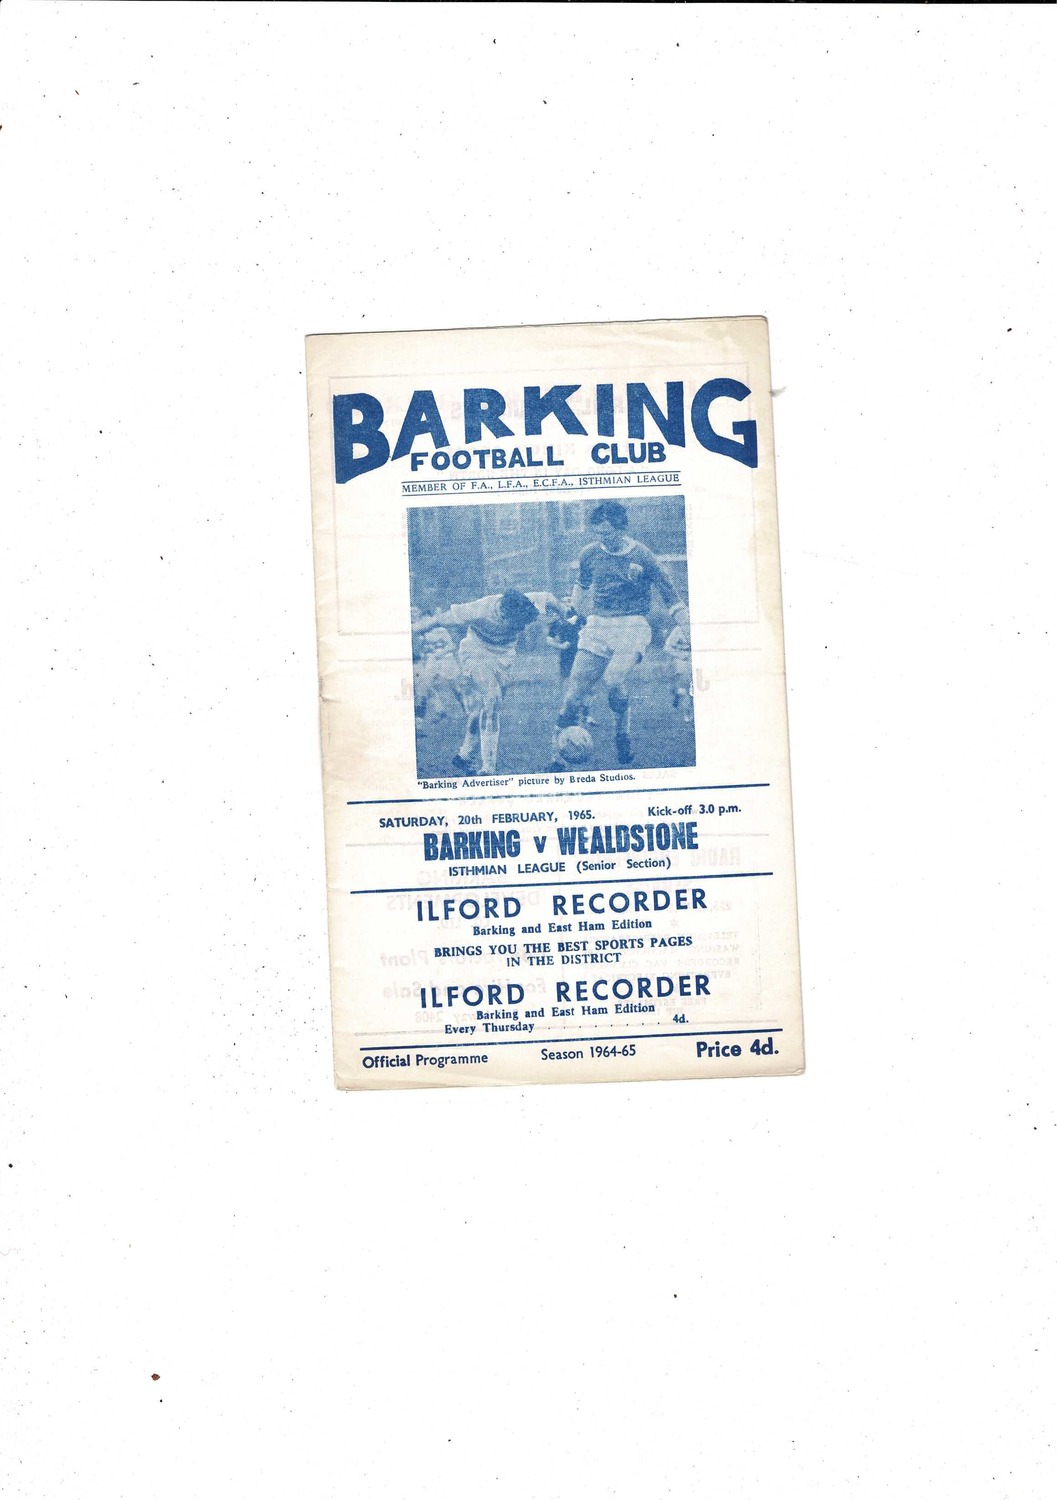 BARKING
FOOTBALL CLUB
MEMBER OF F.A., L.F.A., E.C.F.A., ISTHMIAN LEAGUE
"Barking Advertiser" picture by Breda Studios.
SATURDAY, 20th FEBRUARY, 1965. Kick-off 3.0 p.m.
BARKING v WEALDSTONE
ISTHMIAN LEAGUE (Senior Section)
ILFORD RECORDER
Barking and East Ham Edition
BRINGS YOU THE BEST SPORTS PAGES
IN THE DISTRICT
ILFORD RECORDER
Barking and East Ham Edition
Every Thursday . . . . . . . . 4d.
Official Programme Season 1964-65 Price 4d.